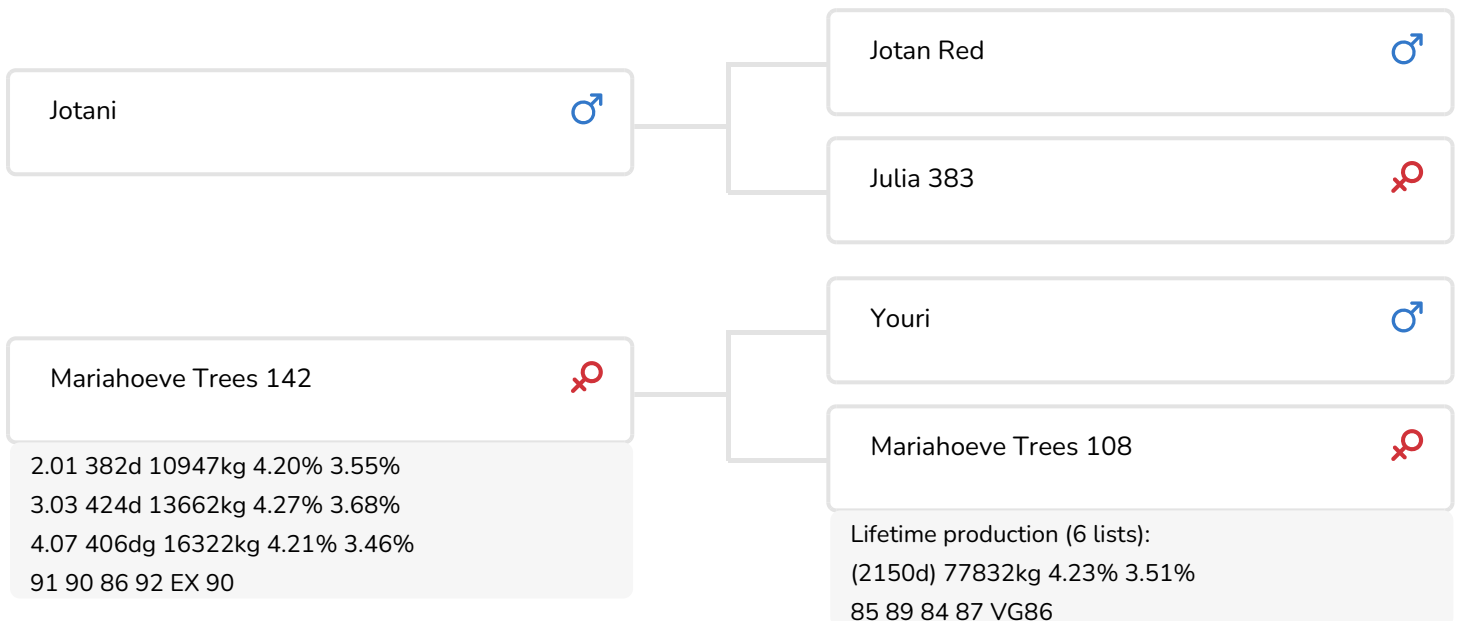 Jotani
Jotan Red
Julia 383
Mariahoeve Trees 142
2.01 382d 10947kg 4.20% 3.55%
3.03 424d 13662kg 4.27% 3.68%
4.07 406dg 16322kg 4.21% 3.46%
91 90 86 92 EX 90
Youri
Mariahoeve Trees 108
Lifetime production (6 lists):
(2150d) 77832kg 4.23% 3.51%
85 89 84 87 VG86